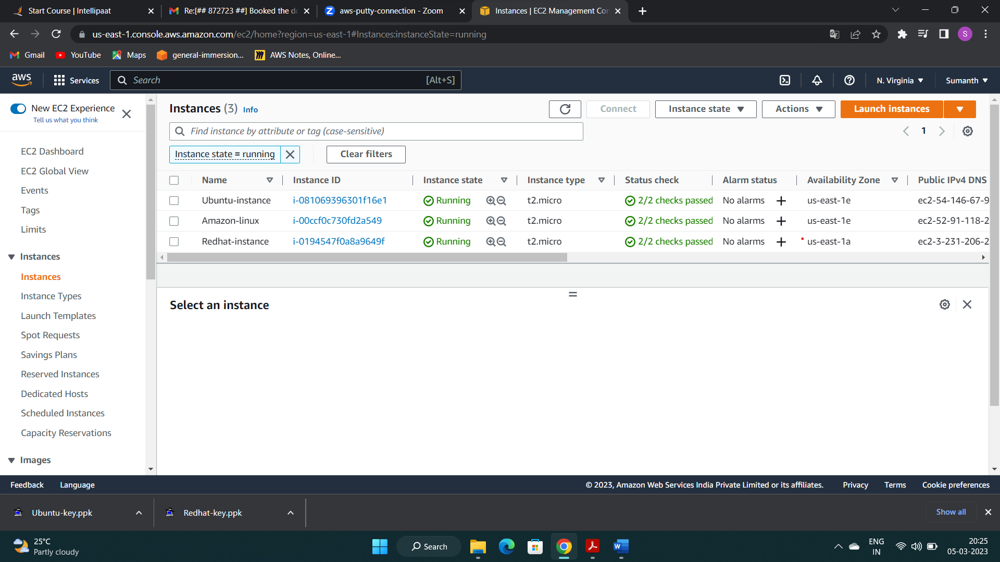 Start Course | Intellipaat
Re:[## 872723 ##] Booked the do
aws-putty-connection - Zoom
Instances | EC2 Management Con
us-east-1.console.aws.amazon.com/ec2/home?region=us-east-1#Instances:instanceState=running
S
Gmail
YouTube
Maps
general-immersion...
AWS Notes, Online...
aws
Services
Search
[Alt+S]
N. Virginia
Sumanth
New EC2 Experience
Tell us what you think
EC2 Dashboard
EC2 Global View
Events
Tags
Limits
Instances
Instances
Instance Types
Launch Templates
Spot Requests
Savings Plans
Reserved Instances
Dedicated Hosts
Scheduled Instances
Capacity Reservations
Images
Instances (3) Info
Connect
Instance state
Actions
Launch instances
Find instance by attribute or tag (case-sensitive)
1
Instance state = running
Clear filters
Name Instance ID Instance state Instance type Status check Alarm status Availability Zone Public IPv4 DNS
Ubuntu-instance i-081069396301f16e1 Running t2.micro 2/2 checks passed No alarms us-east-1e ec2-54-146-67-9
Amazon-linux i-00ccf0c730fd2a549 Running t2.micro 2/2 checks passed No alarms us-east-1e ec2-52-91-118-2
Redhat-instance i-0194547f0a8a9649f Running t2.micro 2/2 checks passed No alarms us-east-1a ec2-3-231-206-2
Select an instance
Feedback
Language
© 2023, Amazon Web Services India Private Limited or its affiliates.
Privacy
Terms
Cookie preferences
Ubuntu-key.ppk
Redhat-key.ppk
Show all
25°C
Partly cloudy
Search
ENG
IN
20:25
05-03-2023